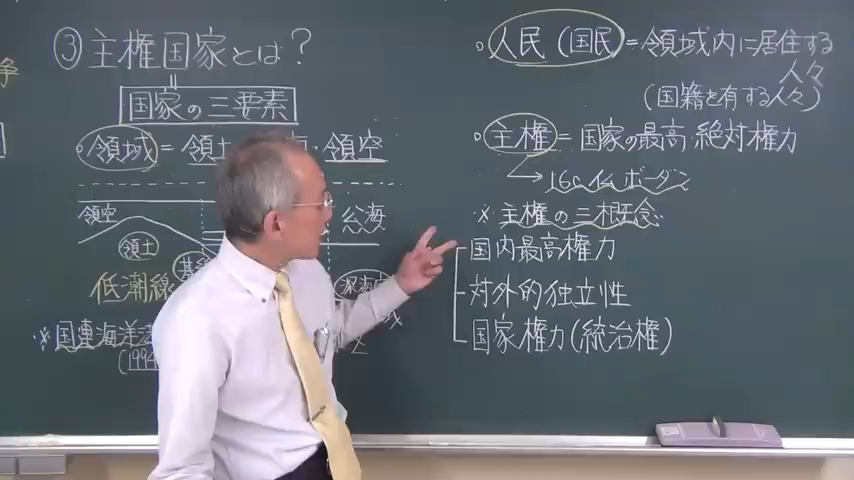 争
③主権国家とは?
国家の三要素
○領域=領土 ・領空
領空
公海
領土
低潮線
※国連海洋法
(1994
○人民(国民)=領域内に居住する
人々
(国籍を有する人々)
○主権=国家の最高・絶対権力
→16c仏ボーダン
※主権の三概念
国内最高権力
対外的独立性
国家権力(統治権)